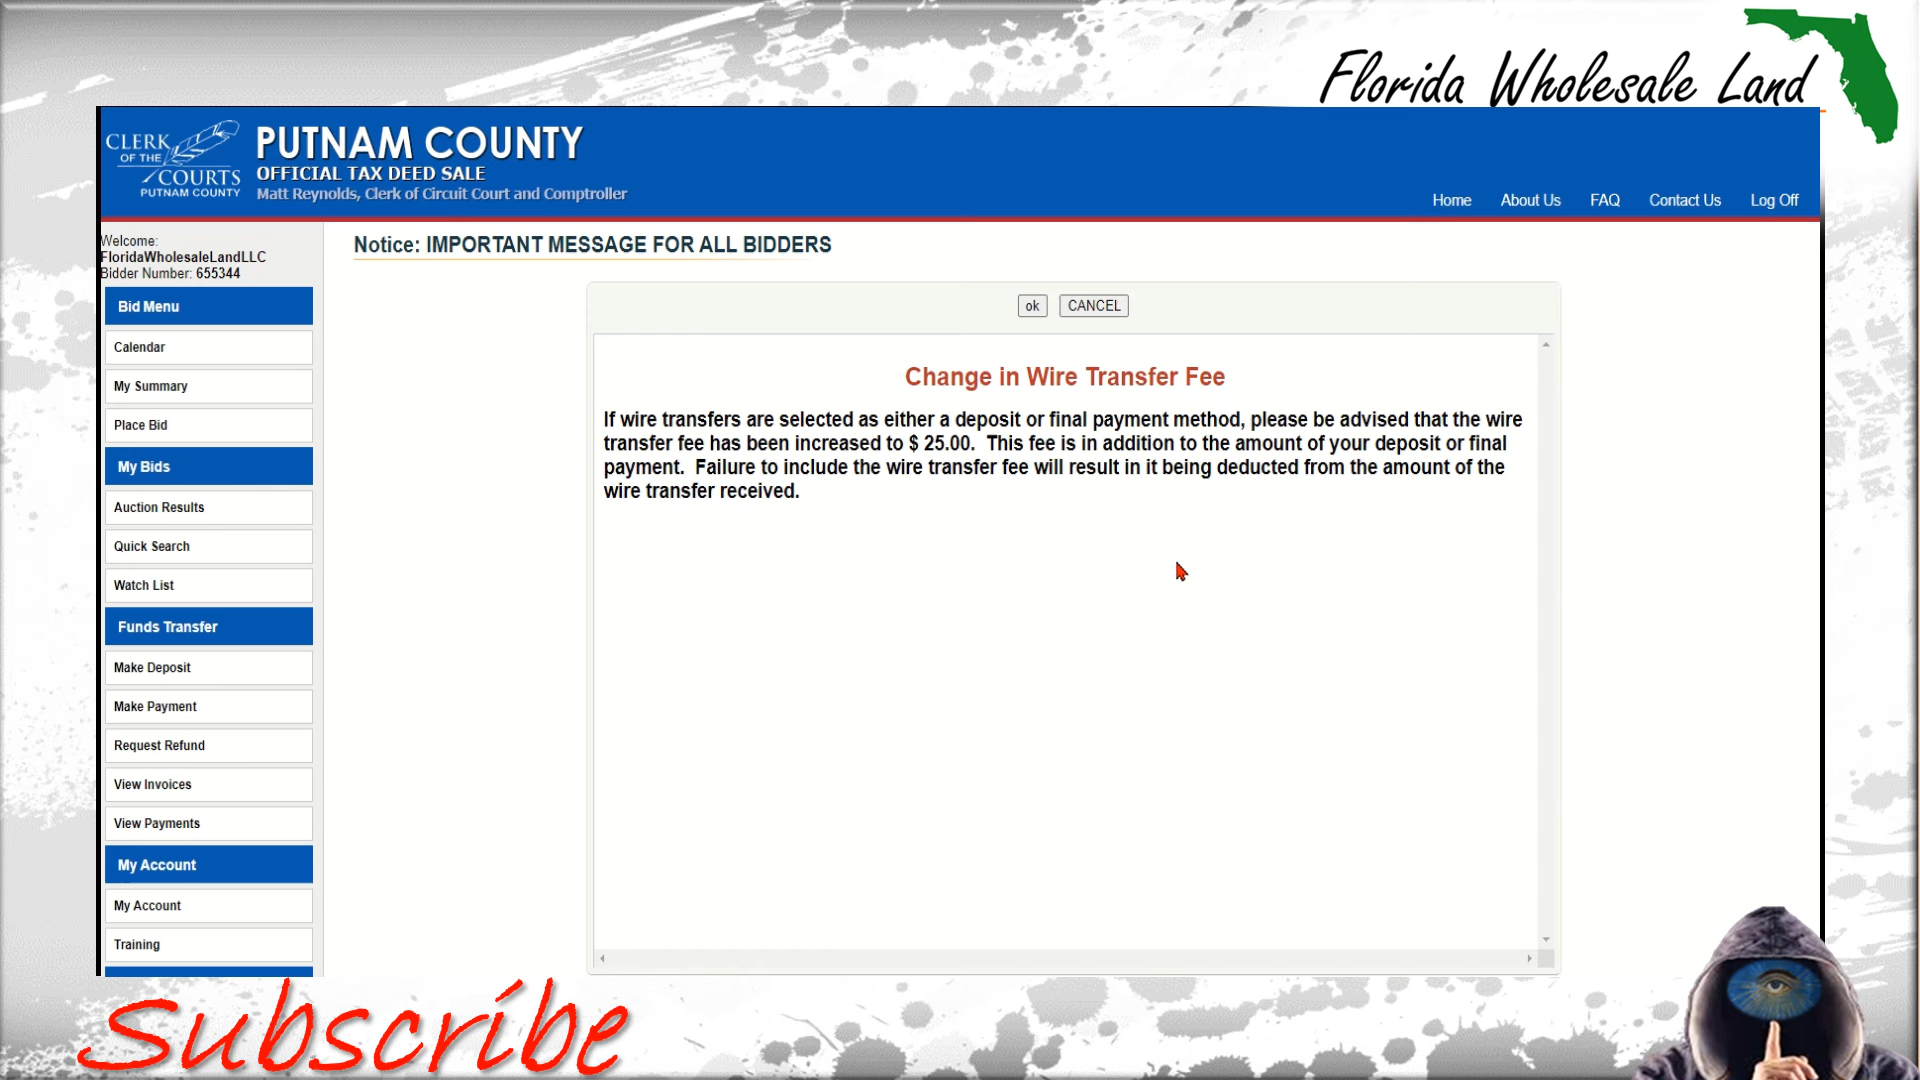 Florida Wholesale Land
CLERK
OF THE
COURTS
PUTNAM COUNTY
PUTNAM COUNTY
OFFICIAL TAX DEED SALE
Matt Reynolds, Clerk of Circuit Court and Comptroller
Home About Us FAQ Contact Us Log Off
Welcome:
FloridaWholesaleLandLLC
Bidder Number: 655344
Bid Menu
Calendar
My Summary
Place Bid
My Bids
Auction Results
Quick Search
Watch List
Funds Transfer
Make Deposit
Make Payment
Request Refund
View Invoices
View Payments
My Account
My Account
Training
Notice: IMPORTANT MESSAGE FOR ALL BIDDERS
ok CANCEL
Change in Wire Transfer Fee
If wire transfers are selected as either a deposit or final payment method, please be advised that the wire
transfer fee has been increased to $ 25.00. This fee is in addition to the amount of your deposit or final
payment. Failure to include the wire transfer fee will result in it being deducted from the amount of the
wire transfer received.
Subscribe